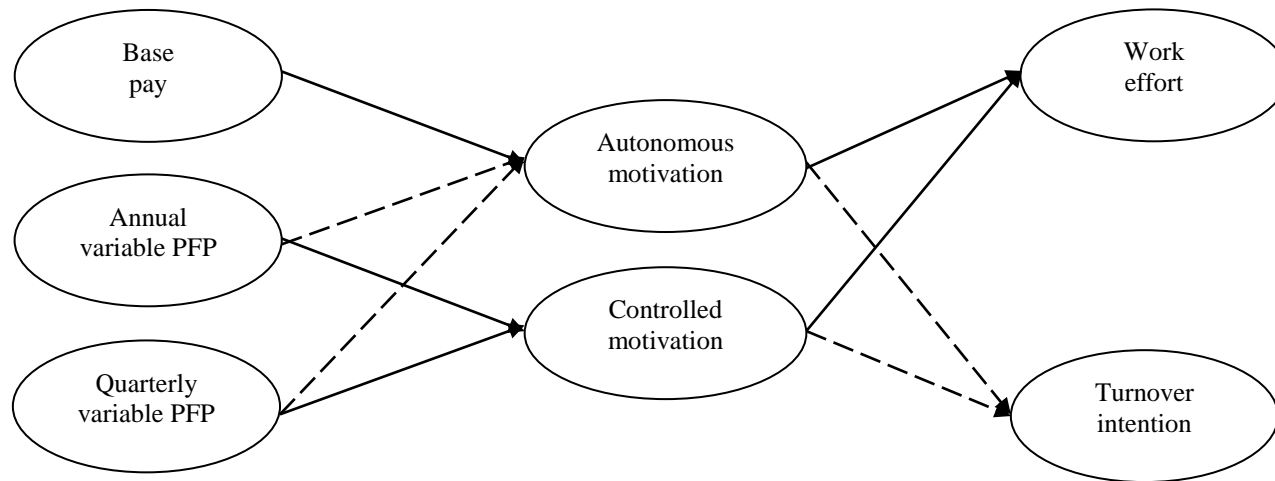 Base
pay
Annual
variable PFP
Quarterly
variable PFP
Autonomous
motivation
Controlled
motivation
Work
effort
Turnover
intention